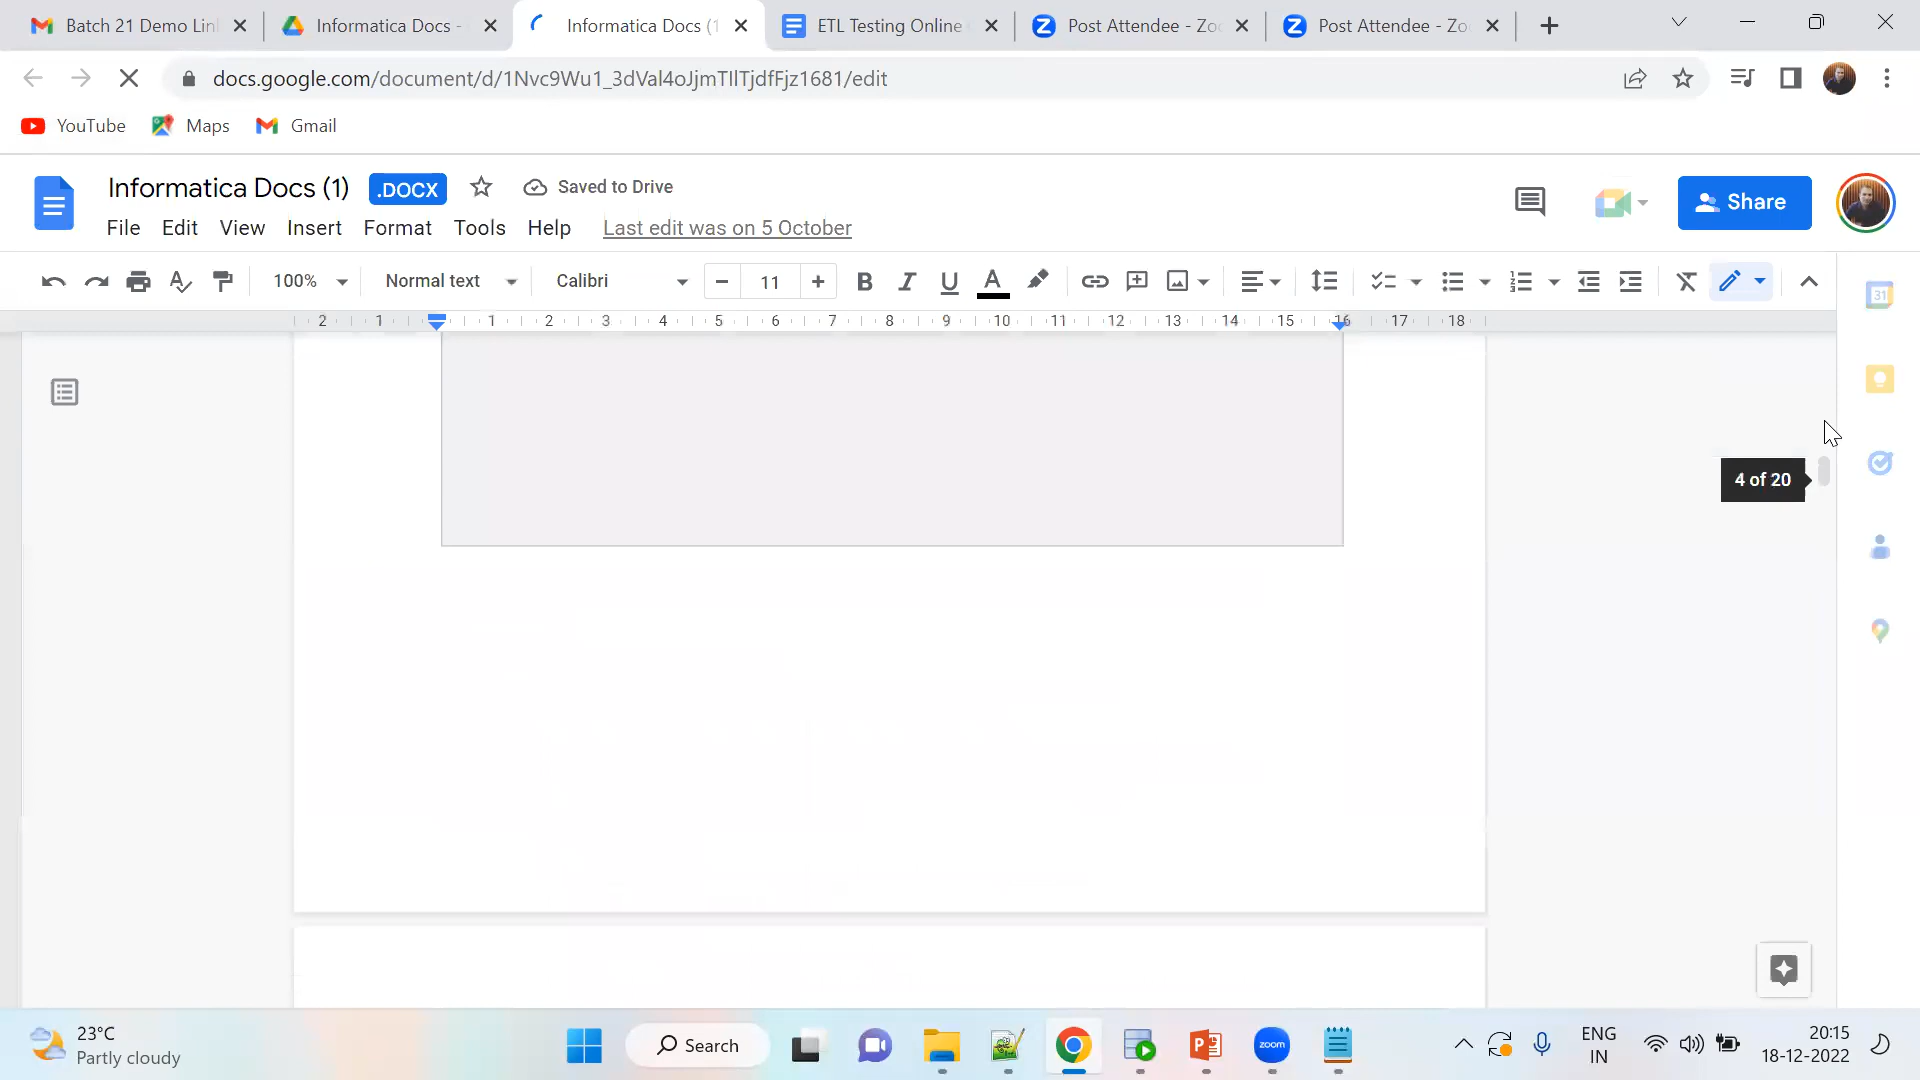 Batch 21 Demo Lin
Informatica Docs -
Informatica Docs (1
ETL Testing Online
Post Attendee - Zo
Post Attendee - Zo
docs.google.com/document/d/1Nvc9Wu1_3dVal4oJjmTIlTjdfFjz1681/edit
YouTube
Maps
Gmail
Informatica Docs (1)
.DOCX
Saved to Drive
File Edit View Insert Format Tools Help
Last edit was on 5 October
Share
100%
Normal text
Calibri
− 11 +
B I U A
2 1 1 2 3 4 5 6 7 8 9 10 11 12 13 14 15 16 17 18
31
4 of 20
23°C
Partly cloudy
Search
zoom
ENG
IN
20:15
18-12-2022